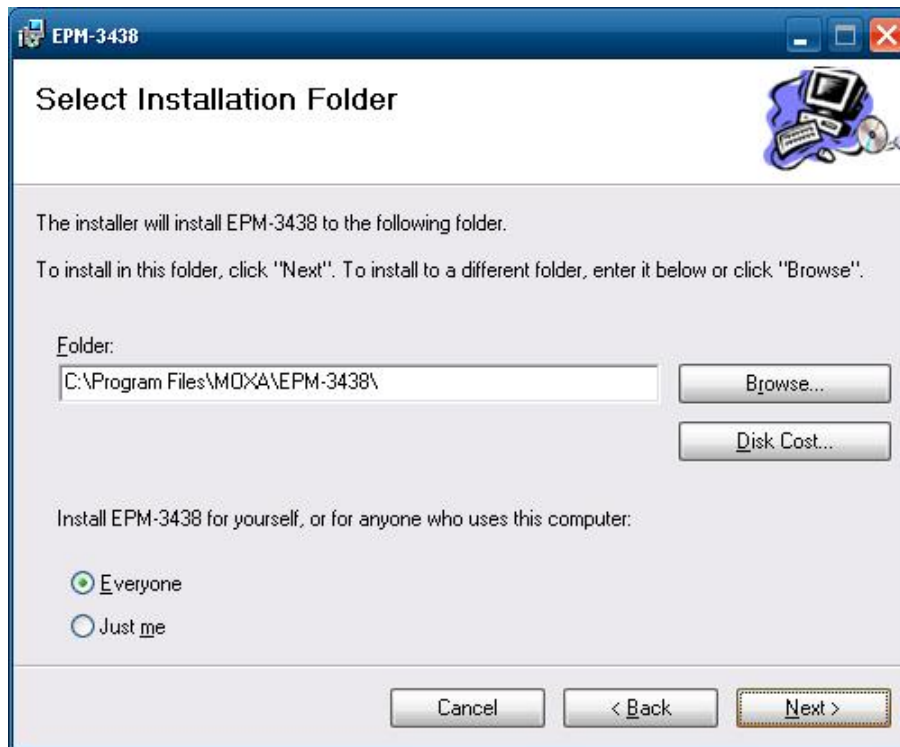 EPM-3438
Select Installation Folder
The installer will install EPM-3438 to the following folder.
To install in this folder, click "Next". To install to a different folder, enter it below or click "Browse".
Folder:
C:\Program Files\MOXA\EPM-3438\
Browse...
Disk Cost...
Install EPM-3438 for yourself, or for anyone who uses this computer:
Everyone
Just me
Cancel
< Back
Next >